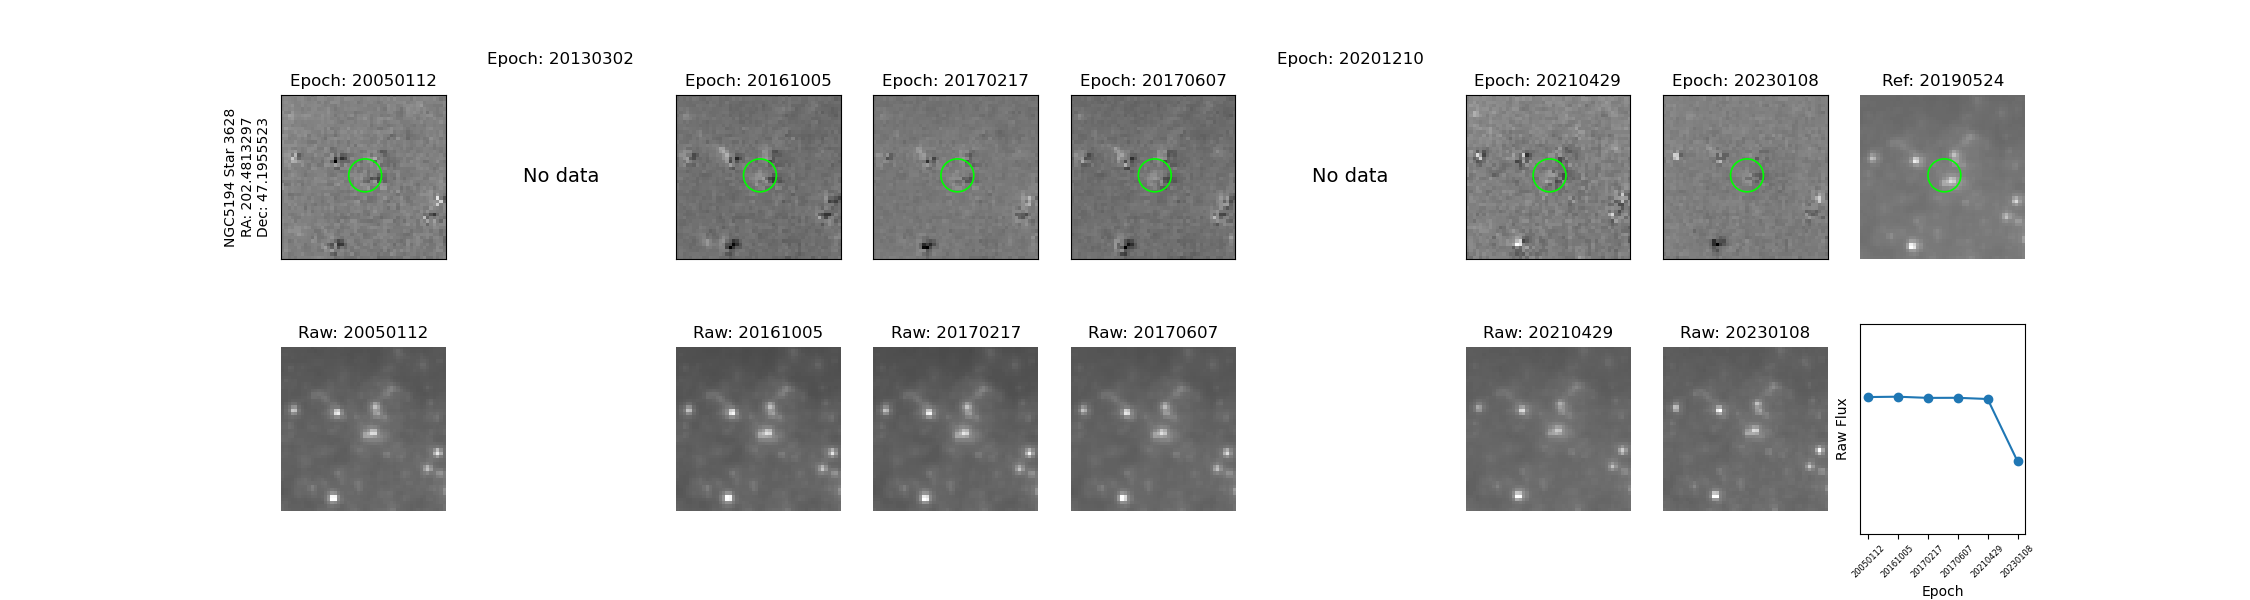 Epoch: 20130302
Epoch: 20201210
Epoch: 20050112
Epoch: 20161005
Epoch: 20170217
Epoch: 20170607
Epoch: 20210429
Epoch: 20230108
Ref: 20190524
NGC5194 Star 3628
RA: 202.4813297
Dec: 47.1955523
No data
No data
Raw: 20050112
Raw: 20161005
Raw: 20170217
Raw: 20170607
Raw: 20210429
Raw: 20230108
Raw Flux
20050112
20161005
20170217
20170607
20210429
20230108
Epoch